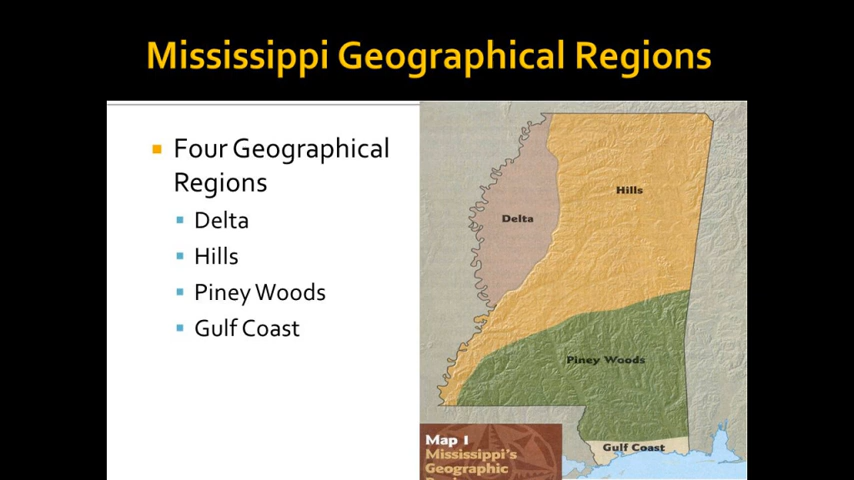 Mississippi Geographical Regions
Four Geographical
Regions
Delta
Hills
Piney Woods
Gulf Coast
Hills
Delta
Piney Woods
Gulf Coast
Map 1
Mississippi's
Geographic